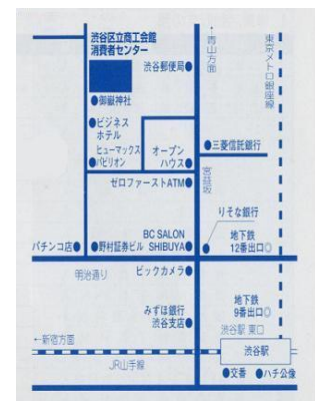 渋谷区立商工会館
消費者センター
渋谷郵便局●
・青山方面
東京メトロ銀座線
●御嶽神社
●ビジネス
ホテル
ヒューマックス
●パビリオン
オープン
ハウス●
●三菱信託銀行
宮益坂
ゼロファーストATM●
りそな銀行
●
BC SALON
SHIBUYA●
パチンコ店●
●野村証券ビル
地下鉄
12番出口◎
明治通り
ビックカメラ●
みずほ銀行
渋谷支店●
地下鉄
9番出口◎
渋谷駅 東口
←新宿方面
渋谷駅
JR山手線
●交番
●ハチ公像